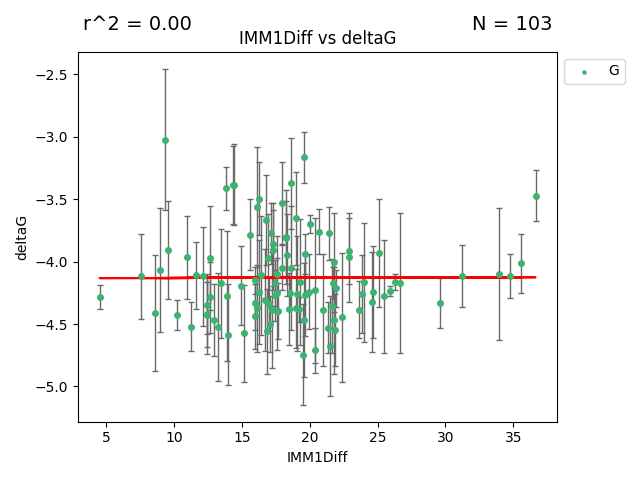 r^2 = 0.00
N = 103
IMM1Diff vs deltaG
G
−2.5
−3.0
−3.5
−4.0
−4.5
−5.0
deltaG
5 10 15 20 25 30 35
IMM1Diff